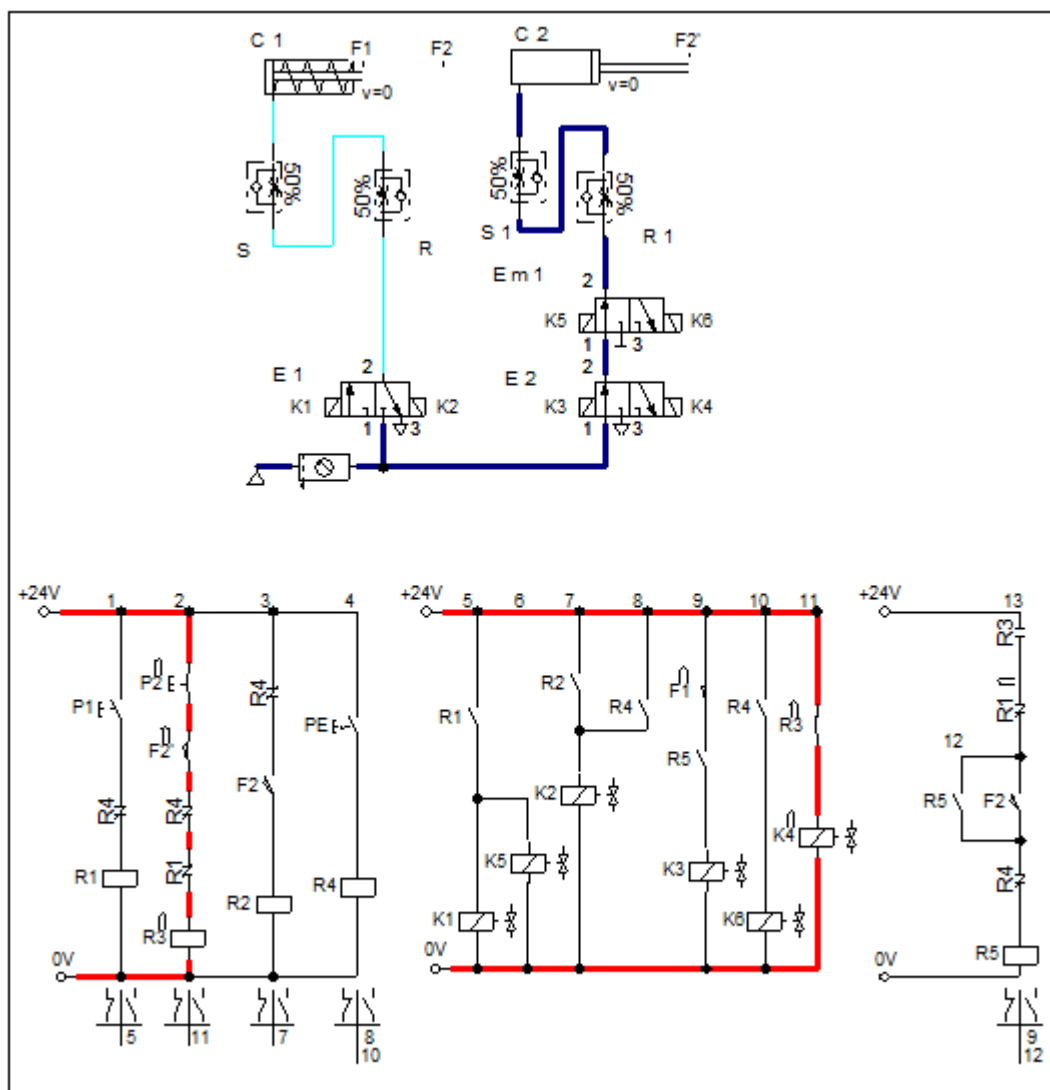 C 1 F1 F2 C 2 F2'
v=0 v=0
50% 50% 50% 50%
S R S 1 R 1
E m 1 2
K5 K6
1 3
E 1 2 E 2 2
K1 K2 K3 K4
1 3 1 3
+24V 1 2 3 4 +24V 5 6 7 8 9 10 11 +24V 13
R3
P2 R4 R2 F1
P1 PE R1 R4 R4 R3 R1
F2' 12
F2 R5 R5 F2
R4 R4 K2 K4
R1 R4 R1 K5 K3 R4
R2 K1 K6
R3 R5
0V 0V 0V
5 11 7 8 9
10 12